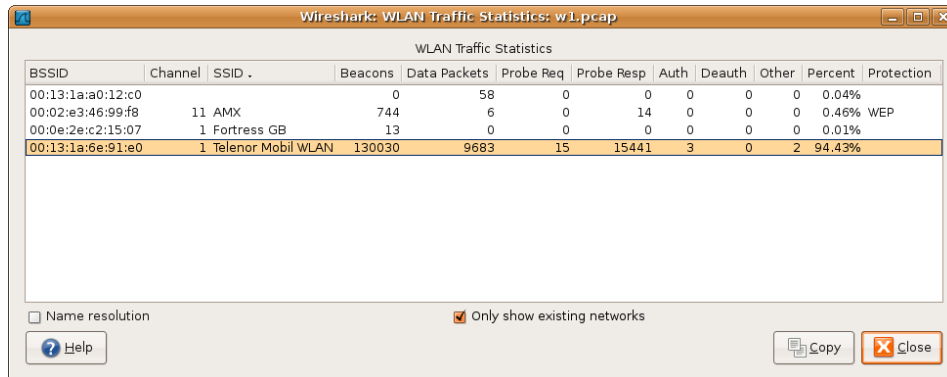 Wireshark: WLAN Traffic Statistics: w1.pcap
WLAN Traffic Statistics
BSSID Channel SSID Beacons Data Packets Probe Req Probe Resp Auth Deauth Other Percent Protection
00:13:1a:a0:12:c0 0 58 0 0 0 0 0 0.04%
00:02:e3:46:99:f8 11 AMX 744 6 0 14 0 0 0 0.46% WEP
00:0e:2e:c2:15:07 1 Fortress GB 13 0 0 0 0 0 0 0.01%
00:13:1a:6e:91:e0 1 Telenor Mobil WLAN 130030 9683 15 15441 3 0 2 94.43%
Name resolution Only show existing networks
Help Copy Close